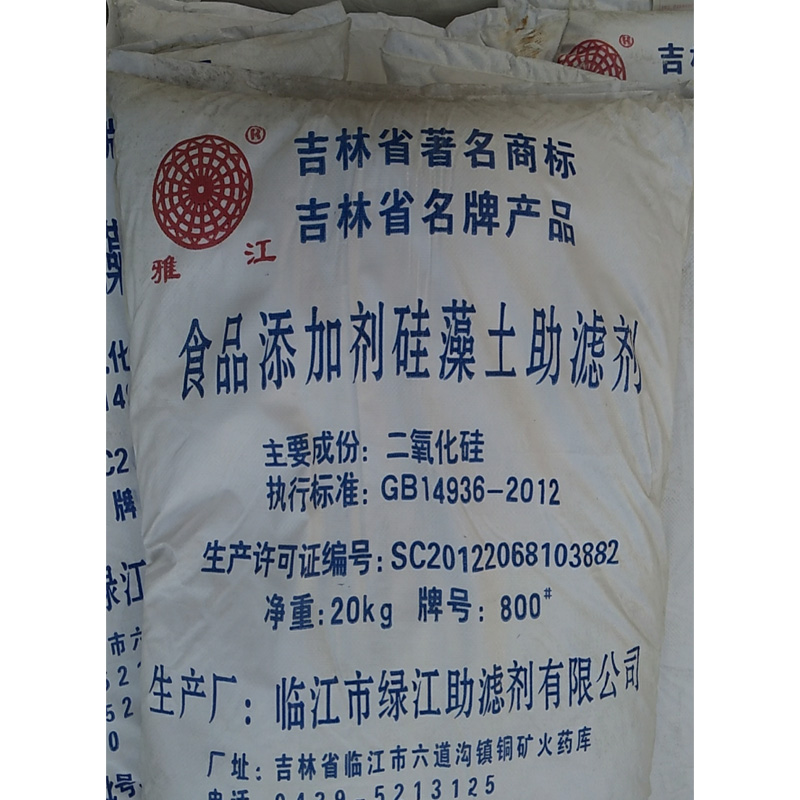 吉林省著名商标
吉林省名牌产品
雅江
食品添加剂硅藻土助滤剂
主要成份：二氧化硅
执行标准：GB14936-2012
生产许可证编号：SC20122068103882
净重：20kg 牌号：800#
生产厂：临江市绿江助滤剂有限公司
厂址：吉林省临江市六道沟镇铜矿火药库
电话 0439-5213125